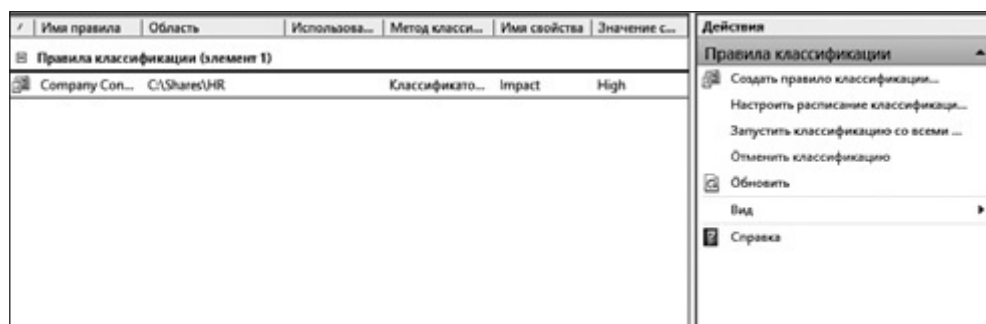 Имя правила Область Использова... Метод класси... Имя свойства Значение с...
Правила классификации (элемент 1)
Company Con... C:\Shares\HR Классификато... Impact High
Действия
Правила классификации
Создать правило классификации...
Настроить расписание классификаци...
Запустить классификацию со всеми ...
Отменить классификацию
Обновить
Вид
Справка